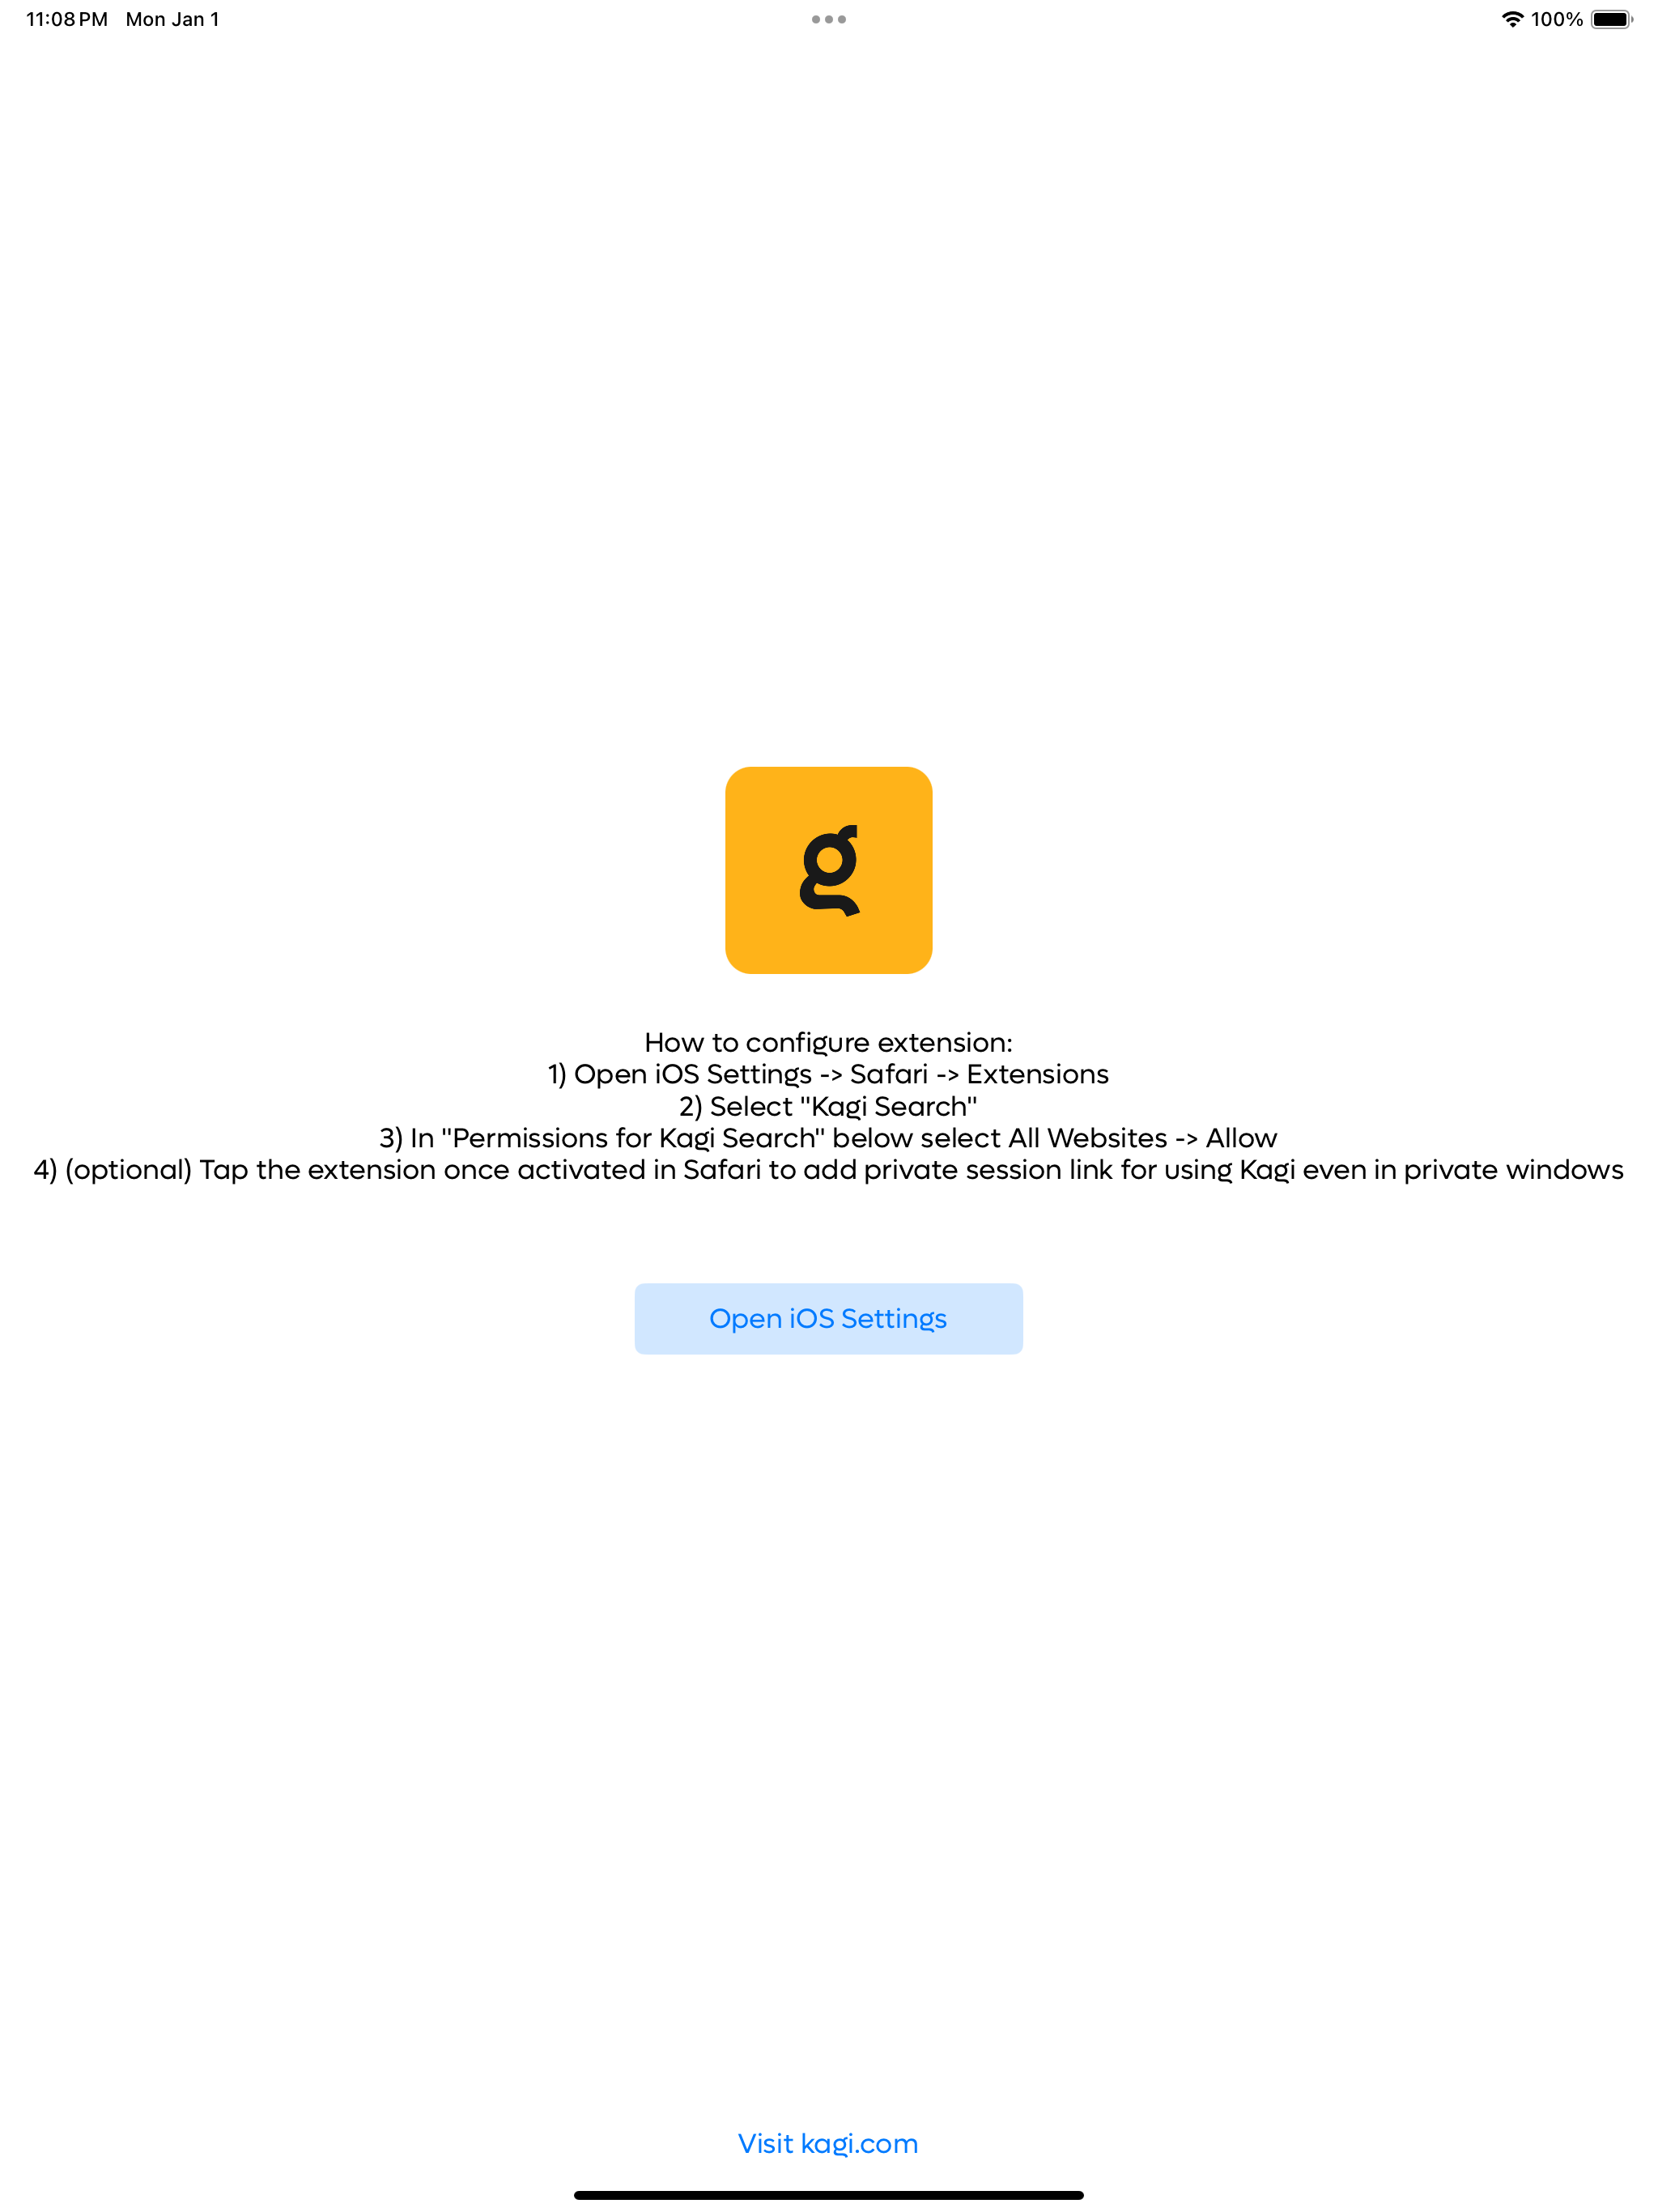 11:08 PM Mon Jan 1
100%
g
How to configure extension:
1) Open iOS Settings -> Safari -> Extensions
2) Select "Kagi Search"
3) In "Permissions for Kagi Search" below select All Websites -> Allow
4) (optional) Tap the extension once activated in Safari to add private session link for using Kagi even in private windows
Open iOS Settings
Visit kagi.com